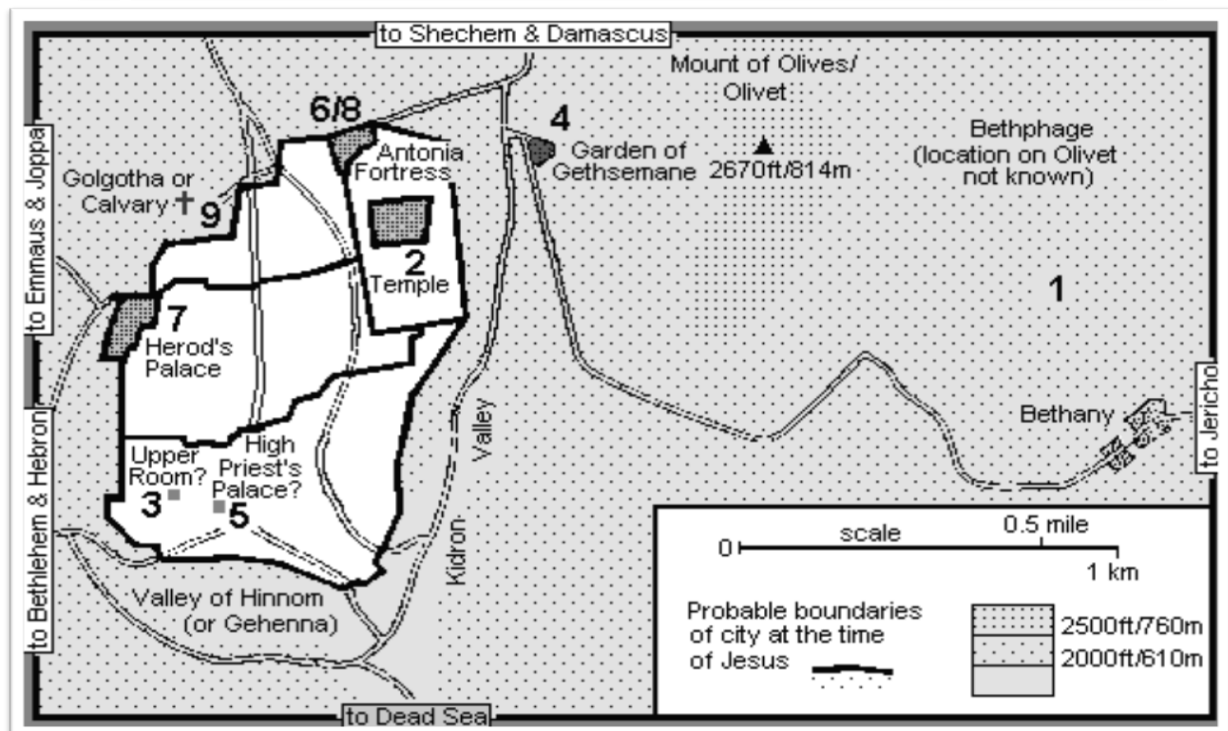 to Shechem & Damascus
6/8
4
Mount of Olives/
Olivet
2670ft/814m
Bethphage
(location on Olivet
not known)
Antonia
Fortress
Garden of
Gethsemane
to Emmaus & Joppa
Golgotha or
Calvary
9
2
Temple
1
7
Herod's
Palace
Bethany
to Jericho
Kidron
Valley
to Bethlehem & Hebron
Upper
Room?
3
High
Priest's
Palace?
5
Valley of Hinnom
(or Gehenna)
to Dead Sea
scale
0.5 mile
0
1 km
Probable boundaries
of city at the time
of Jesus
2500ft/760m
2000ft/610m